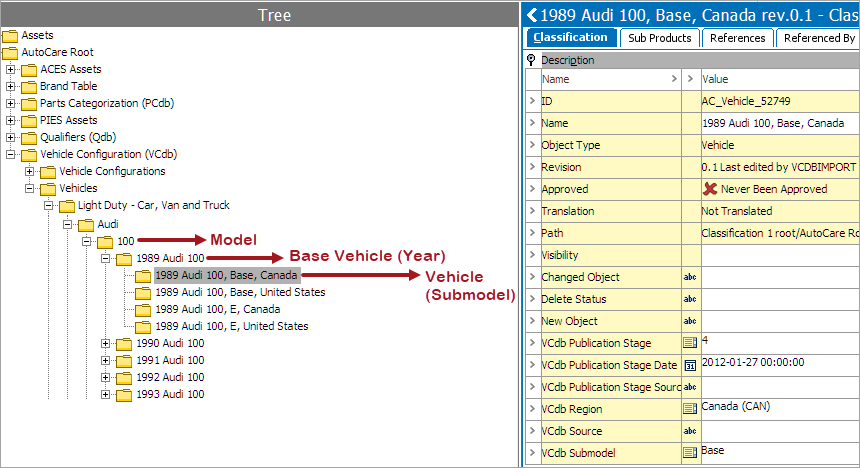 Tree
Assets
AutoCare Root
ACES Assets
Brand Table
Parts Categorization (PCdb)
PIES Assets
Qualifiers (Qdb)
Vehicle Configuration (VCdb)
Vehicle Configurations
Vehicles
Light Duty - Car, Van and Truck
Audi
100
Model
1989 Audi 100
Base Vehicle (Year)
1989 Audi 100, Base, Canada
Vehicle
(Submodel)
1989 Audi 100, Base, United States
1989 Audi 100, E, Canada
1989 Audi 100, E, United States
1990 Audi 100
1991 Audi 100
1992 Audi 100
1993 Audi 100
1989 Audi 100, Base, Canada rev.0.1 - Clas
Classification Sub Products References Referenced By
Description
Name > > Value
ID AC_Vehicle_52749
Name 1989 Audi 100, Base, Canada
Object Type Vehicle
Revision 0.1 Last edited by VCDBIMPORT
Approved Never Been Approved
Translation Not Translated
Path Classification 1 root/AutoCare Ro
Visibility
Changed Object abc
Delete Status abc
New Object abc
VCdb Publication Stage 4
VCdb Publication Stage Date 31 2012-01-27 00:00:00
VCdb Publication Stage Sourc abc
VCdb Region Canada (CAN)
VCdb Source abc
VCdb Submodel Base